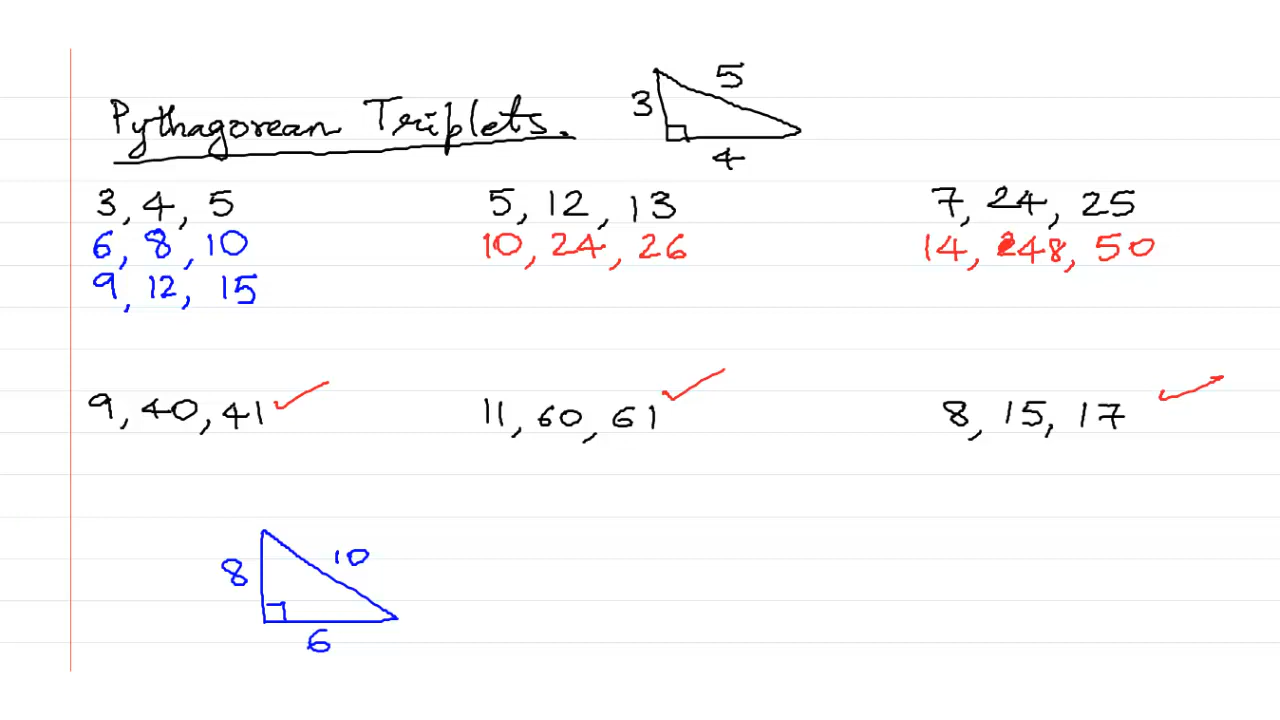 Pythagorean Triplets.
5
3
4
3, 4, 5
5, 12, 13
7, 24, 25
6, 8, 10
10, 24, 26
14, 48, 50
9, 12, 15
9, 40, 41
11, 60, 61
8, 15, 17
8
10
6